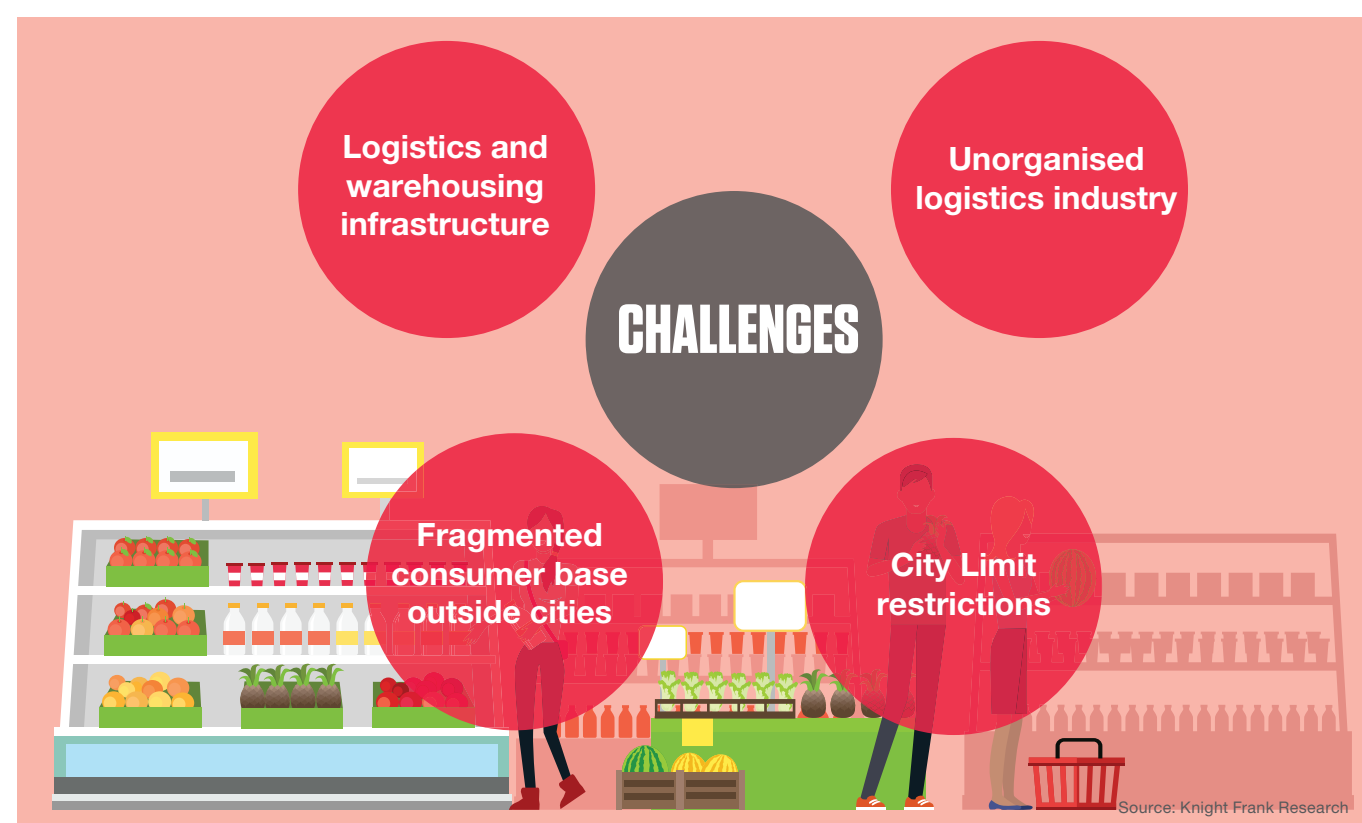 Logistics and
warehousing
infrastructure
Unorganised
logistics industry
CHALLENGES
Fragmented
consumer base
outside cities
City Limit
restrictions
Source: Knight Frank Research